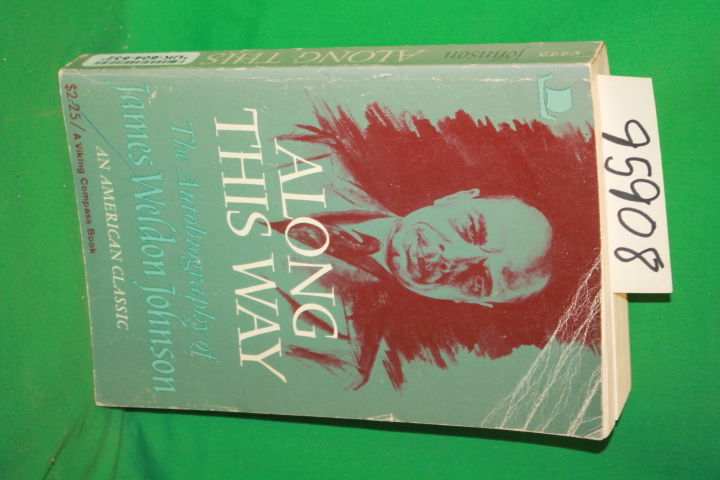 ALONG
THIS WAY
The Autobiography of
James Weldon Johnson
AN AMERICAN CLASSIC
$2.25/A Viking Compass Book
ALONG THIS
Johnson
C223
95908